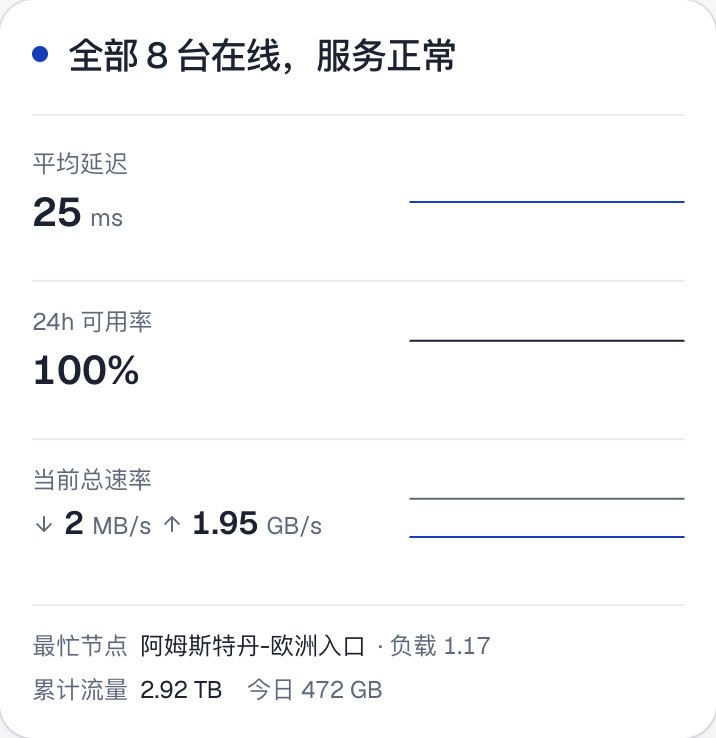 全部 8 台在线，服务正常
平均延迟
25 ms
24h 可用率
100%
当前总速率
↓ 2 MB/s ↑ 1.95 GB/s
最忙节点 阿姆斯特丹-欧洲入口 · 负载 1.17
累计流量 2.92 TB 今日 472 GB